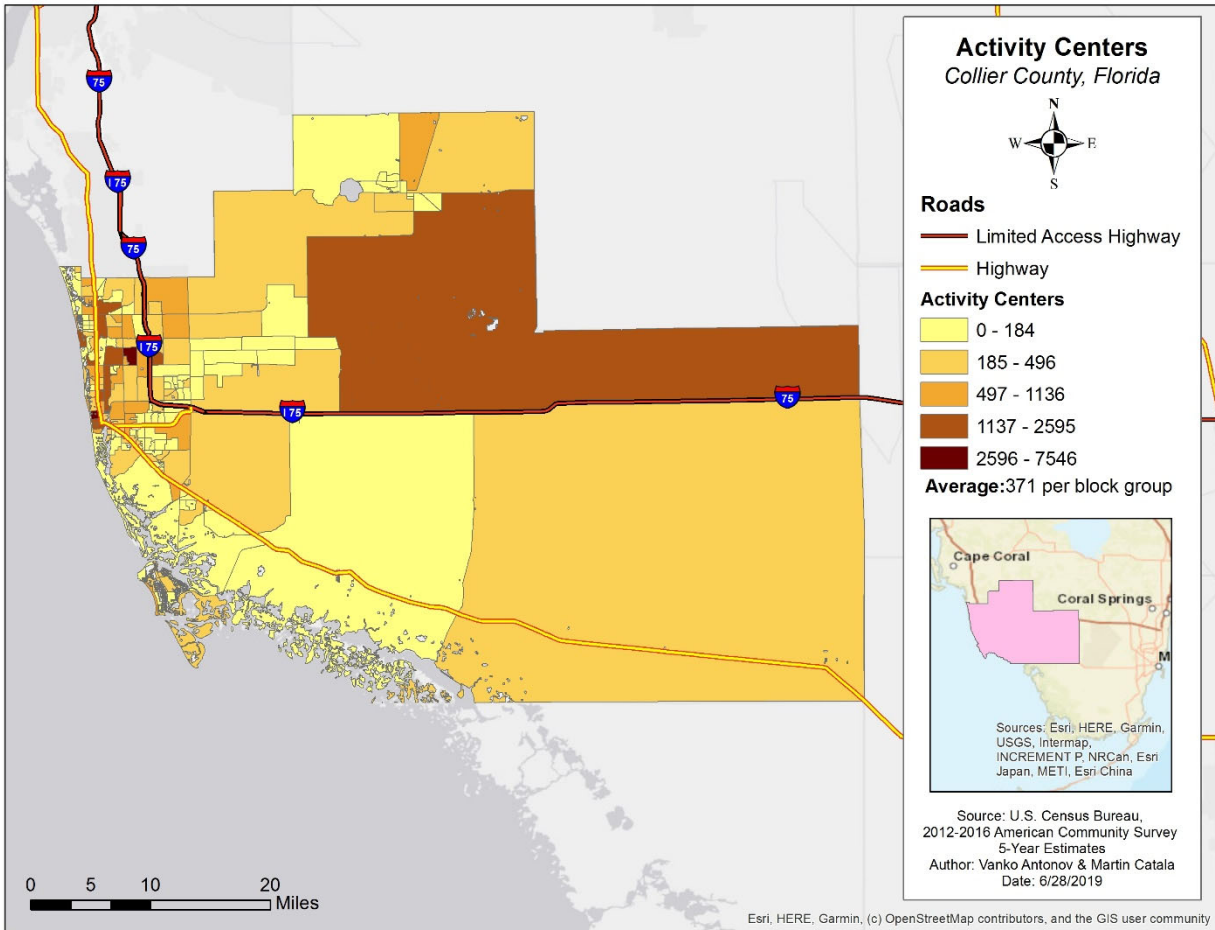 Activity Centers
Collier County, Florida
N
W E
S
Roads
Limited Access Highway
Highway
Activity Centers
0 - 184
185 - 496
497 - 1136
1137 - 2595
2596 - 7546
Average:371 per block group
Cape Coral
Coral Springs
M
Sources: Esri, HERE, Garmin,
USGS, Intermap,
INCREMENT P, NRCan, Esri
Japan, METI, Esri China
Source: U.S. Census Bureau,
2012-2016 American Community Survey
5-Year Estimates
Author: Vanko Antonov & Martin Catala
Date: 6/28/2019
75
I 75
I 75
75
I 75
I 75
75
0 5 10 20
Miles
Esri, HERE, Garmin, (c) OpenStreetMap contributors, and the GIS user community